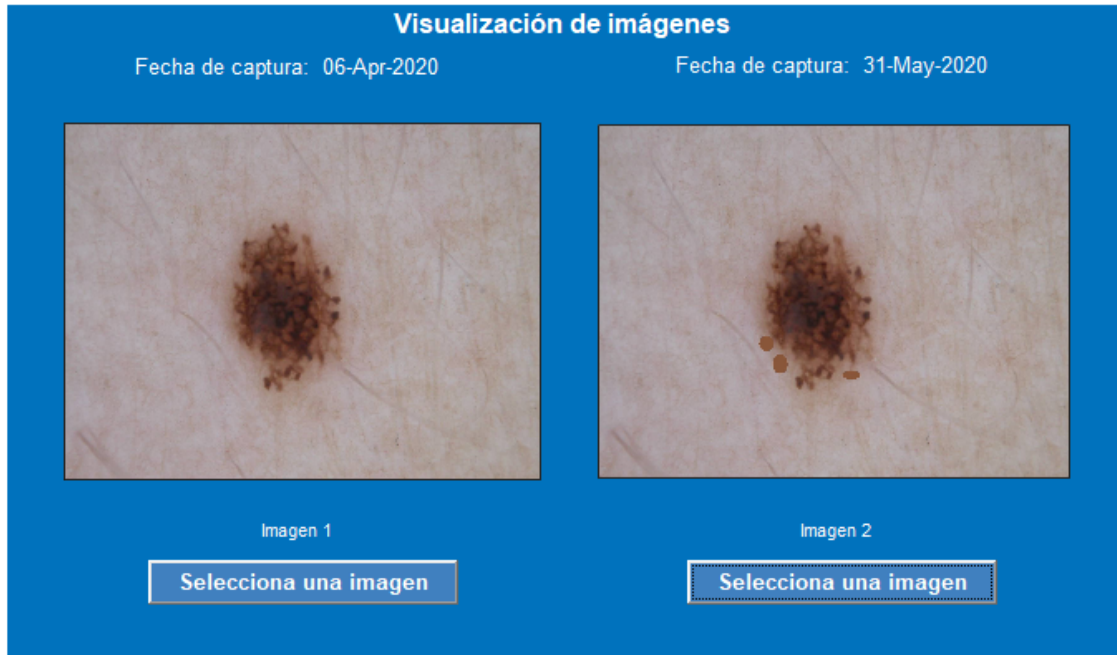 Visualización de imágenes
Fecha de captura: 06-Apr-2020
Fecha de captura: 31-May-2020
Imagen 1
Imagen 2
Selecciona una imagen
Selecciona una imagen